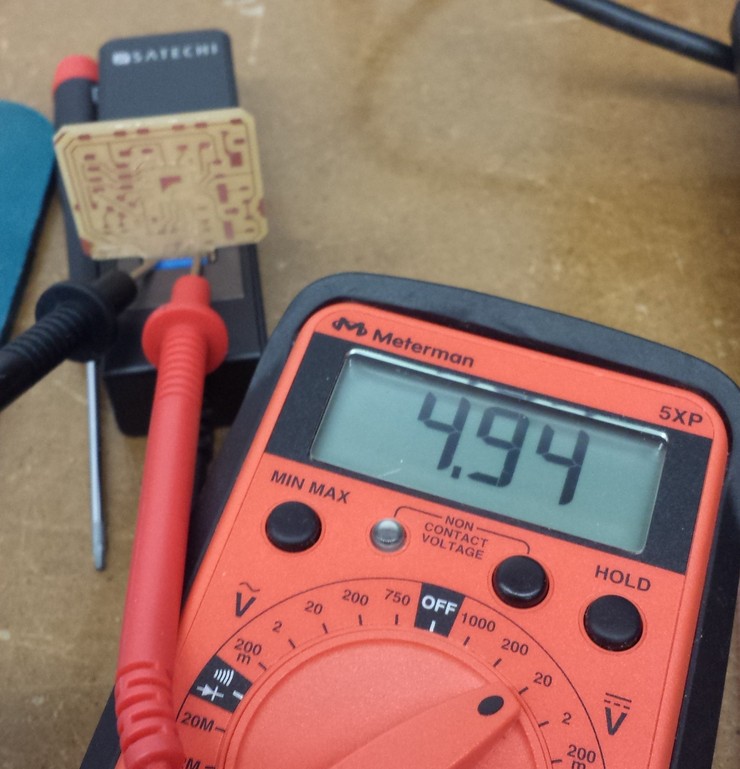 SATECHI
Meterman
5XP
4.94
MIN MAX
NON
CONTACT
VOLTAGE
HOLD
V
200
m
2
20
200
750
OFF
1000
200
20
2
200
m
V
20M
M